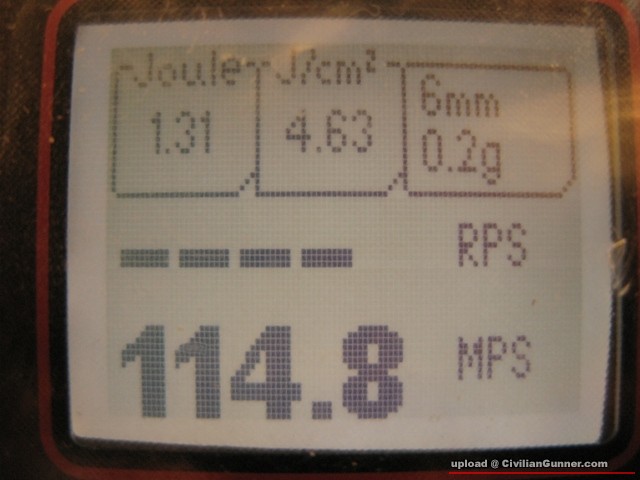 Joule J/cm² 6mm
1.31 4.63 0.2g
---- RPS
114.8 MPS
upload @ CivilianGunner.com